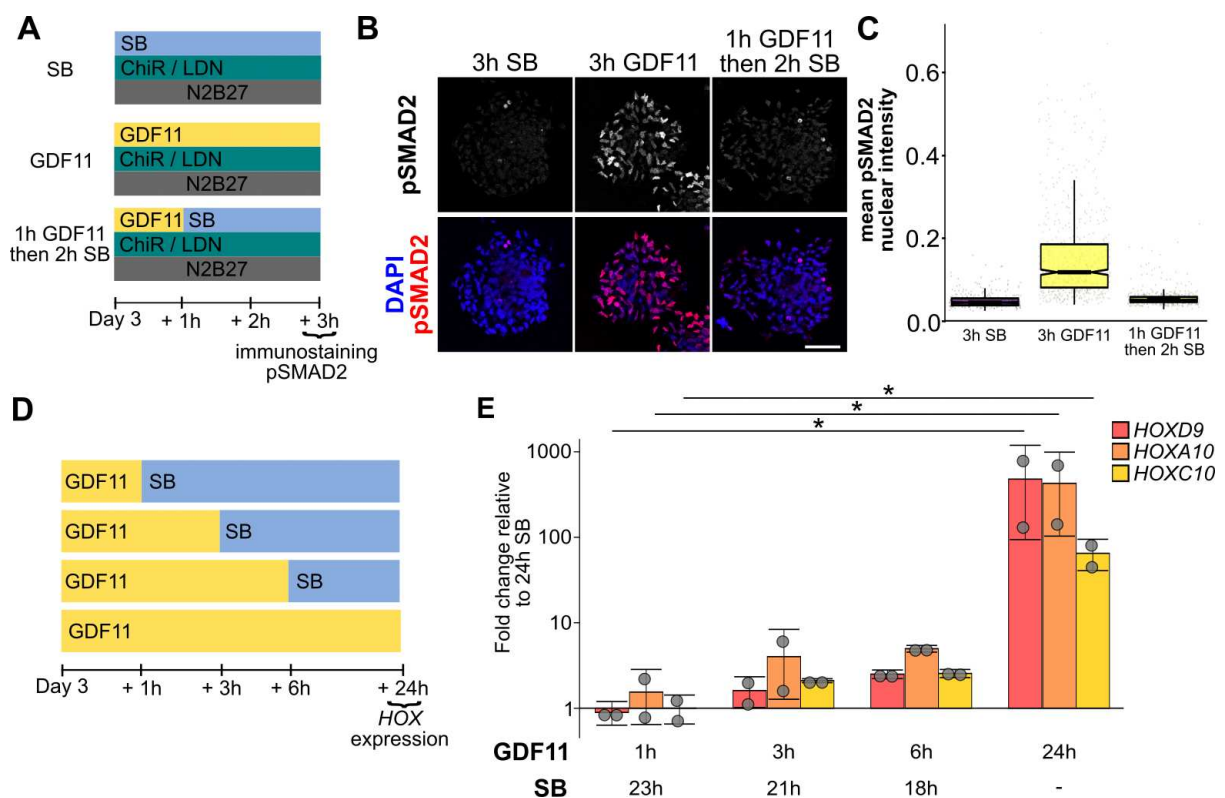 A
SB
SB
ChiR / LDN
N2B27
GDF11
GDF11
ChiR / LDN
N2B27
1h GDF11
then 2h SB
GDF11
SB
ChiR / LDN
N2B27
Day 3
+ 1h
+ 2h
+ 3h
immunostaining
pSMAD2
B
3h SB
3h GDF11
1h GDF11
then 2h SB
pSMAD2
DAPI
pSMAD2
C
mean pSMAD2
nuclear intensity
0.6
0.4
0.2
0.0
3h SB
3h GDF11
1h GDF11
then 2h SB
D
GDF11
SB
GDF11
SB
GDF11
SB
GDF11
Day 3
+ 1h
+ 3h
+ 6h
+ 24h
HOX
expression
E
Fold change relative
to 24h SB
1000
100
10
1
*
*
*
HOXD9
HOXA10
HOXC10
GDF11
1h
3h
6h
24h
SB
23h
21h
18h
-